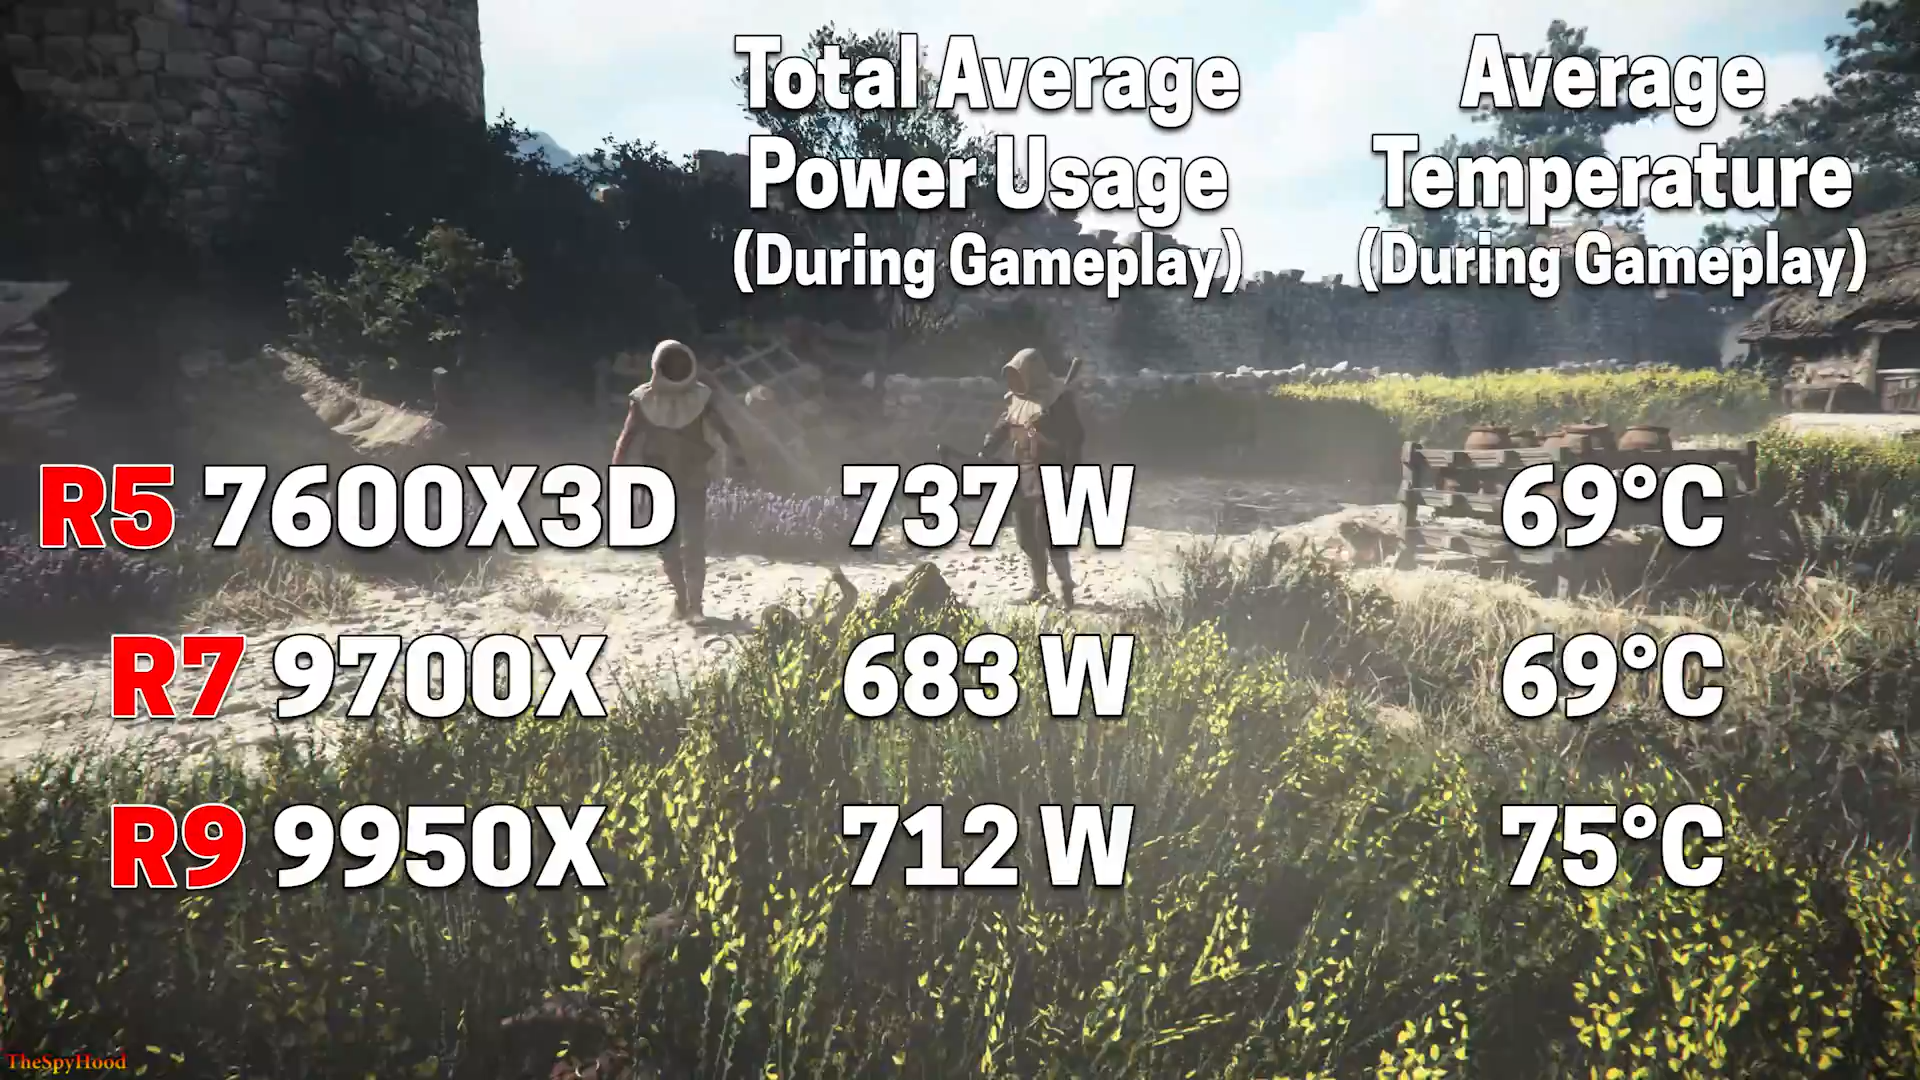 Total Average
Power Usage
(During Gameplay)
Average
Temperature
(During Gameplay)
R5 7600X3D 737 W 69°C
R7 9700X 683 W 69°C
R9 9950X 712 W 75°C
TheSpyHood